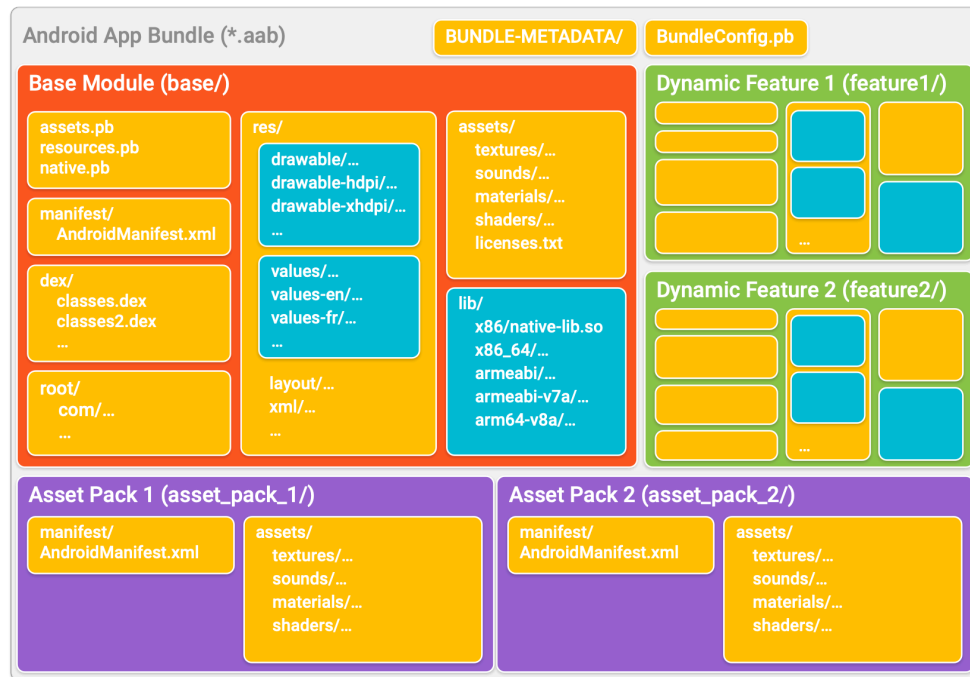 Android App Bundle (*.aab)
BUNDLE-METADATA/
BundleConfig.pb
Base Module (base/)
assets.pb
resources.pb
native.pb
manifest/
AndroidManifest.xml
dex/
classes.dex
classes2.dex
...
root/
com/...
...
res/
drawable/...
drawable-hdpi/...
drawable-xhdpi/...
...
values/...
values-en/...
values-fr/...
...
layout/...
xml/...
...
assets/
textures/...
sounds/...
materials/...
shaders/...
licenses.txt
lib/
x86/native-lib.so
x86_64/...
armeabi/...
armeabi-v7a/...
arm64-v8a/...
Dynamic Feature 1 (feature1/)
...
Dynamic Feature 2 (feature2/)
...
Asset Pack 1 (asset_pack_1/)
manifest/
AndroidManifest.xml
assets/
textures/...
sounds/...
materials/...
shaders/...
Asset Pack 2 (asset_pack_2/)
manifest/
AndroidManifest.xml
assets/
textures/...
sounds/...
materials/...
shaders/...